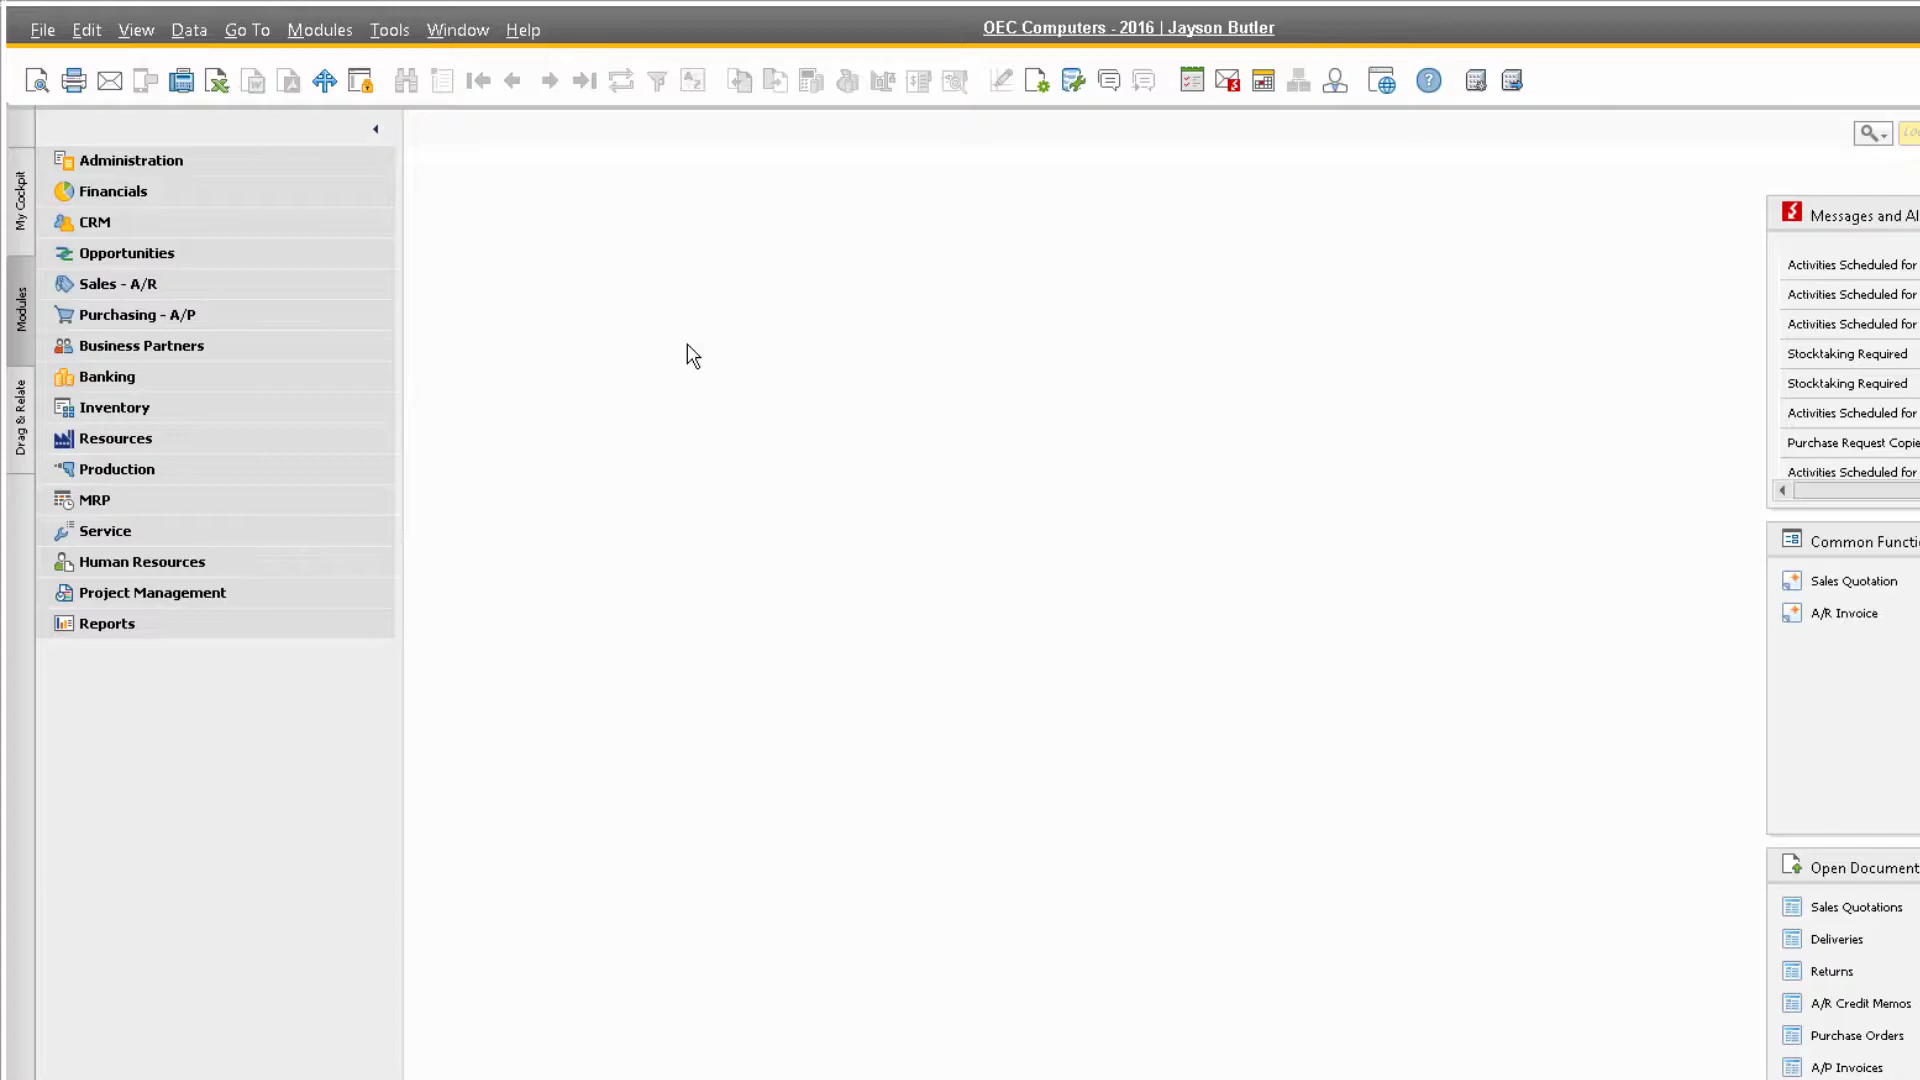 File Edit View Data Go To Modules Tools Window Help
OEC Computers - 2016 | Jayson Butler
My Cockpit
Modules
Drag & Relate
Administration
Financials
CRM
Opportunities
Sales - A/R
Purchasing - A/P
Business Partners
Banking
Inventory
Resources
Production
MRP
Service
Human Resources
Project Management
Reports
Messages and Al
Activities Scheduled for
Activities Scheduled for
Activities Scheduled for
Stocktaking Required
Stocktaking Required
Activities Scheduled for
Purchase Request Copie
Activities Scheduled for
Common Functi
Sales Quotation
A/R Invoice
Open Document
Sales Quotations
Deliveries
Returns
A/R Credit Memos
Purchase Orders
A/P Invoices